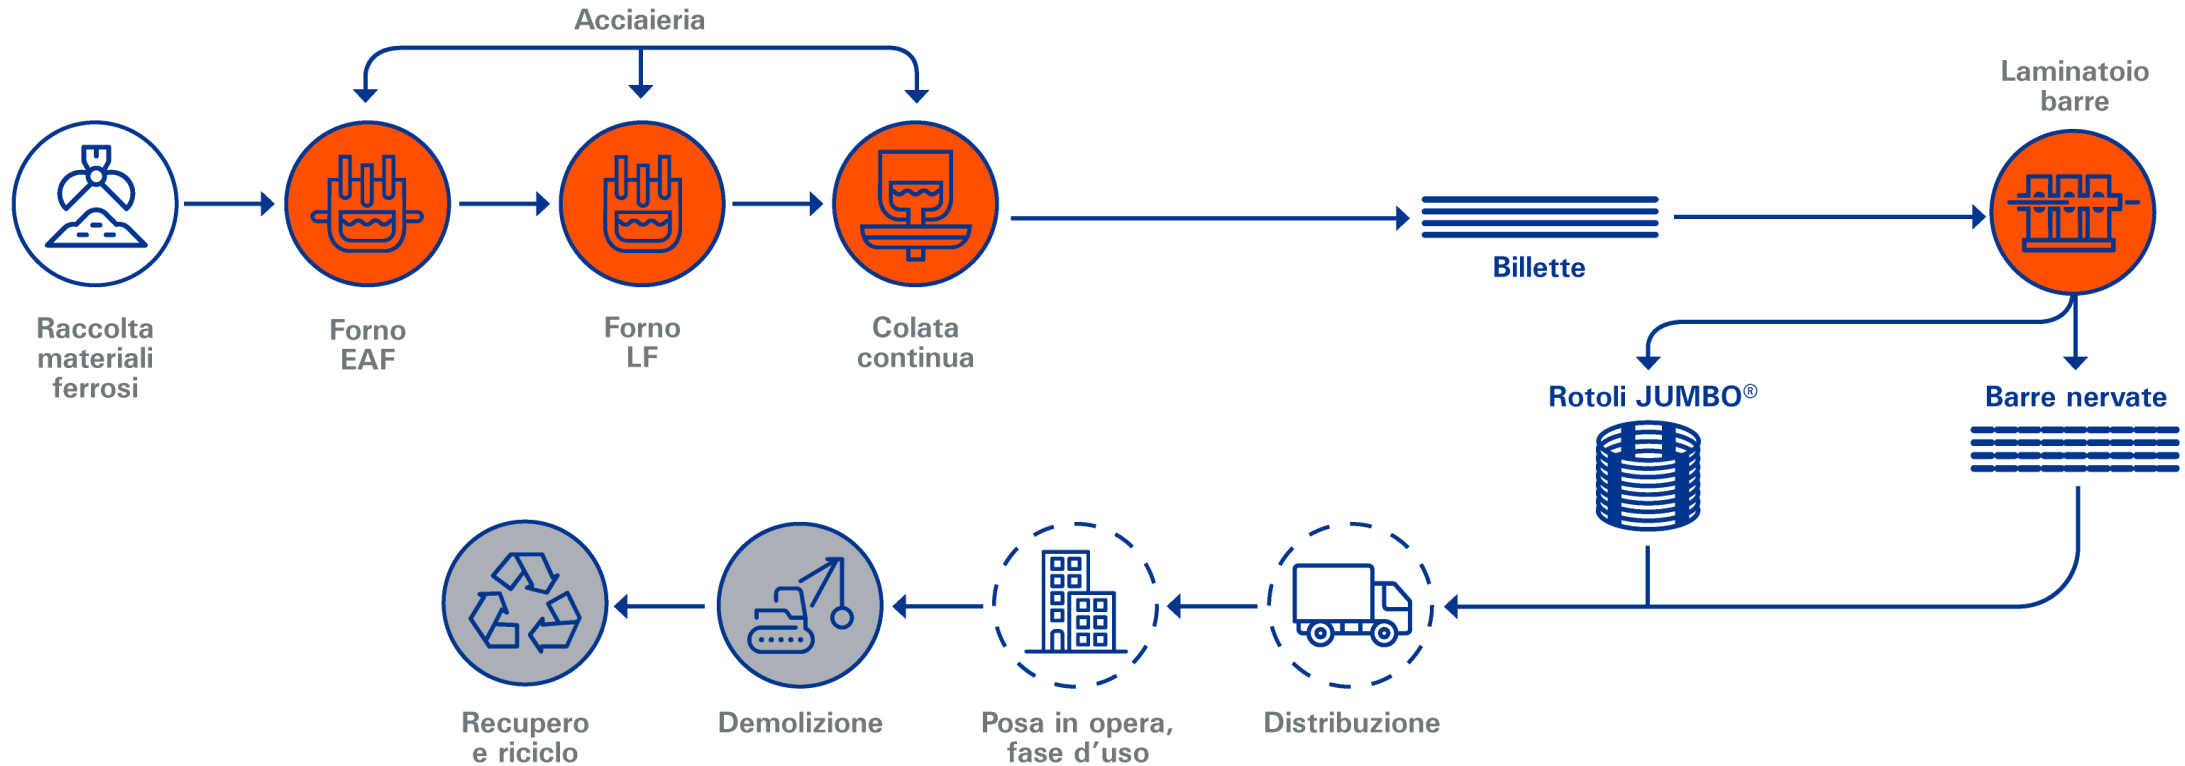 Acciaieria
Laminatoio
barre
Raccolta
materiali
ferrosi
Forno
EAF
Forno
LF
Colata
continua
Billette
Rotoli JUMBO®
Barre nervate
Recupero
e riciclo
Demolizione
Posa in opera,
fase d’uso
Distribuzione